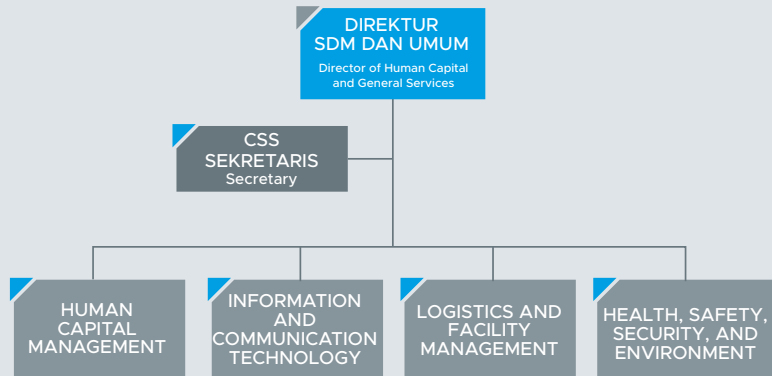 DIREKTUR
SDM DAN UMUM
Director of Human Capital
and General Services
CSS
SEKRETARIS
Secretary
HUMAN
CAPITAL
MANAGEMENT
INFORMATION
AND
COMMUNICATION
TECHNOLOGY
LOGISTICS AND
FACILITY
MANAGEMENT
HEALTH, SAFETY,
SECURITY, AND
ENVIRONMENT